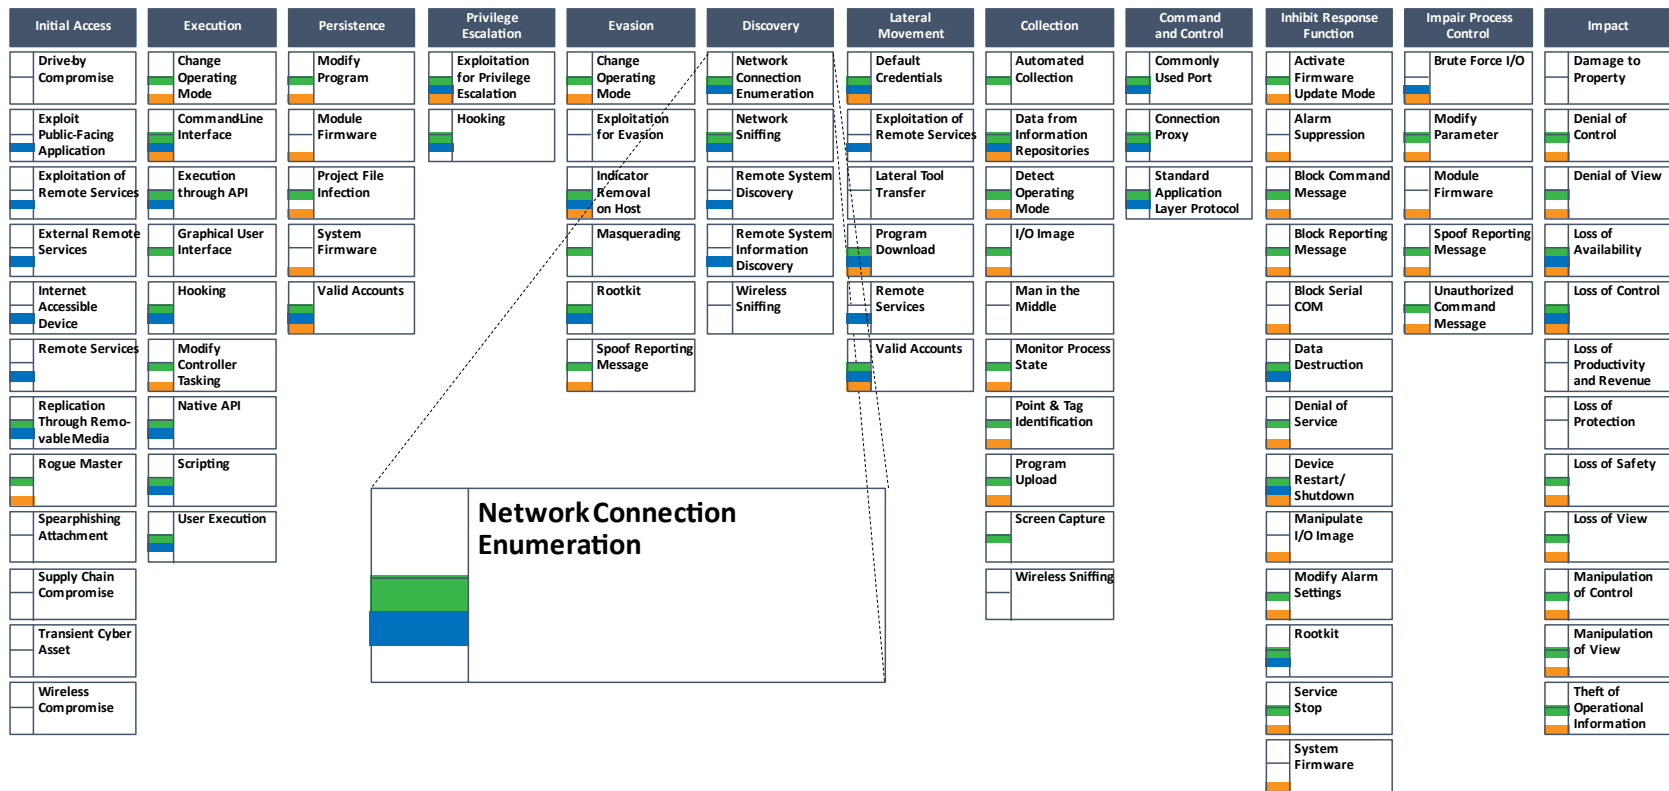 Initial Access
Drive-by
Compromise
Exploit
Public-Facing
Application
Exploitation of
Remote Services
External Remote
Services
Internet
Accessible
Device
Remote Services
Replication
Through Remo-
vable Media
Rogue Master
Spearphishing
Attachment
Supply Chain
Compromise
Transient Cyber
Asset
Wireless
Compromise
Execution
Change
Operating
Mode
Command-Line
Interface
Execution
through API
Graphical User
Interface
Hooking
Modify
Controller
Tasking
Native API
Scripting
User Execution
Persistence
Modify
Program
Module
Firmware
Project File
Infection
System
Firmware
Valid Accounts
Privilege
Escalation
Exploitation
for Privilege
Escalation
Hooking
Evasion
Change
Operating
Mode
Exploitation
for Evasion
Indicator
Removal
on Host
Masquerading
Rootkit
Spoof Reporting
Message
Discovery
Network
Connection
Enumeration
Network
Sniffing
Remote System
Discovery
Remote System
Information
Discovery
Wireless
Sniffing
Lateral
Movement
Default
Credentials
Exploitation of
Remote Services
Lateral Tool
Transfer
Program
Download
Remote
Services
Valid Accounts
Collection
Automated
Collection
Data from
Information
Repositories
Detect
Operating
Mode
I/O Image
Man in the
Middle
Monitor Process
State
Point & Tag
Identification
Program
Upload
Screen Capture
Wireless Sniffing
Command
and Control
Commonly
Used Port
Connection
Proxy
Standard
Application
Layer Protocol
Inhibit Response
Function
Activate
Firmware
Update Mode
Alarm
Suppression
Block Command
Message
Block Reporting
Message
Block Serial
COM
Data
Destruction
Denial of
Service
Device
Restart/
Shutdown
Manipulate
I/O Image
Modify Alarm
Settings
Rootkit
Service
Stop
System
Firmware
Impair Process
Control
Brute Force I/O
Modify
Parameter
Module
Firmware
Spoof Reporting
Message
Unauthorized
Command
Message
Impact
Damage to
Property
Denial of
Control
Denial of View
Loss of
Availability
Loss of Control
Loss of
Productivity
and Revenue
Loss of
Protection
Loss of Safety
Loss of View
Manipulation
of Control
Manipulation
of View
Theft of
Operational
Information
Network Connection
Enumeration